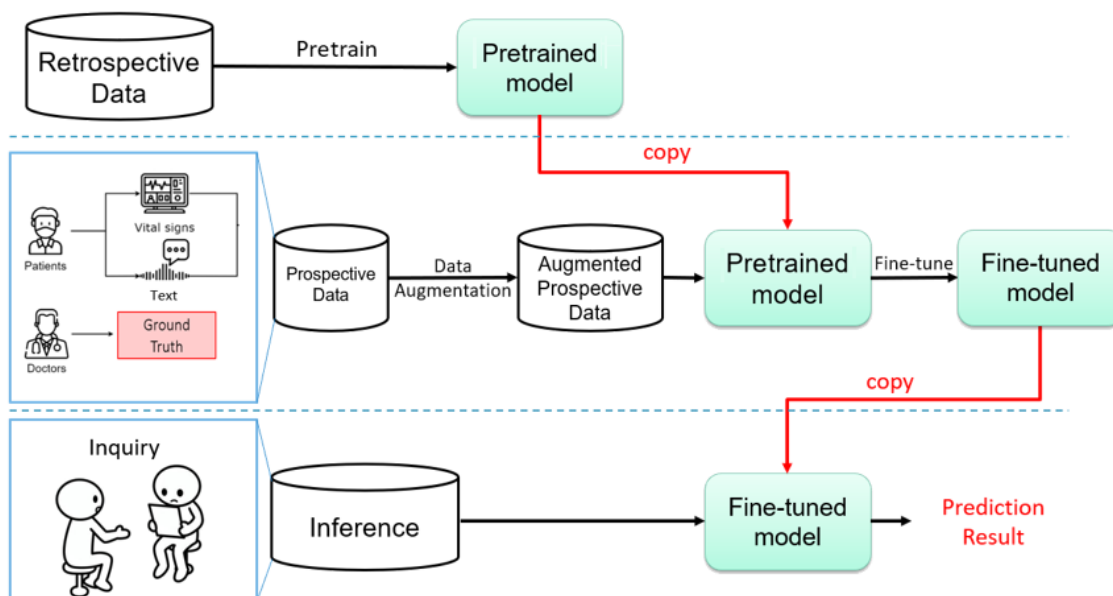 Retrospective
Data
Pretrain
Pretrained
model
copy
Patients
Vital signs
Text
Doctors
Ground
Truth
Prospective
Data
Data
Augmentation
Augmented
Prospective
Data
Pretrained
model
Fine-tune
Fine-tuned
model
copy
Inquiry
Inference
Fine-tuned
model
Prediction
Result